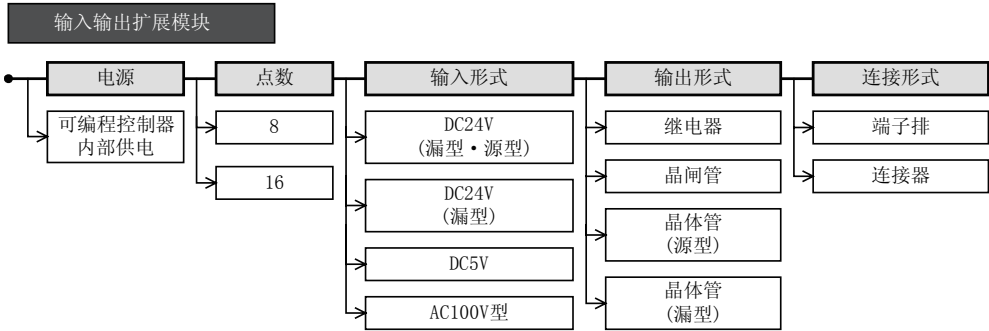 输入输出扩展模块
电源
点数
输入形式
输出形式
连接形式
可编程控制器
内部供电
8
16
DC24V
(漏型·源型)
DC24V
(漏型)
DC5V
AC100V型
继电器
晶闸管
晶体管
(源型)
晶体管
(漏型)
端子排
连接器